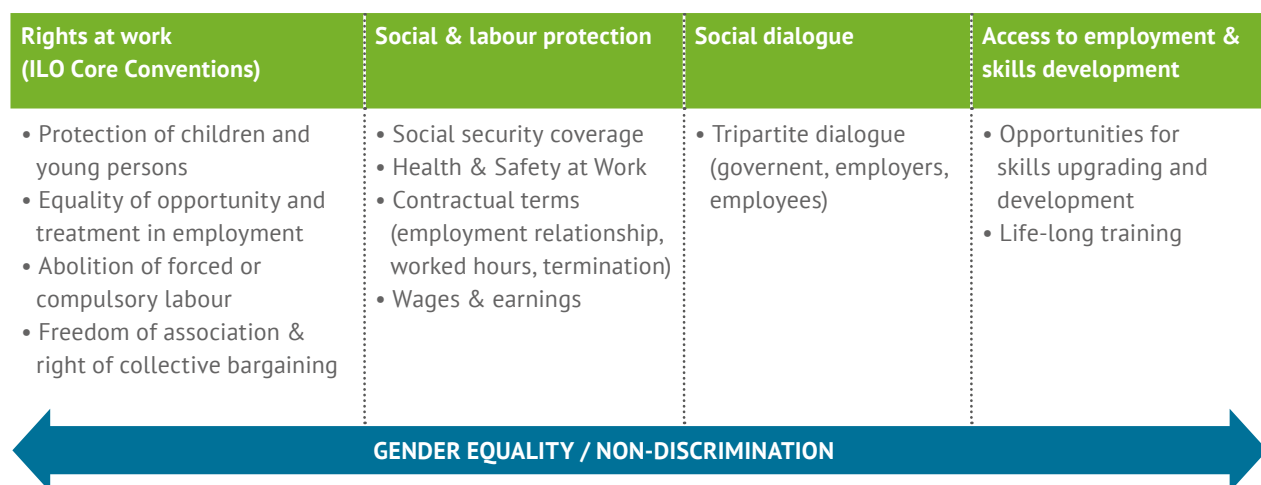 Rights at work
(ILO Core Conventions)
• Protection of children and
young persons
• Equality of opportunity and
treatment in employment
• Abolition of forced or
compulsory labour
• Freedom of association &
right of collective bargaining
Social & labour protection
• Social security coverage
• Health & Safety at Work
• Contractual terms
(employment relationship,
worked hours, termination)
• Wages & earnings
Social dialogue
• Tripartite dialogue
(governent, employers,
employees)
Access to employment &
skills development
• Opportunities for
skills upgrading and
development
• Life-long training
GENDER EQUALITY / NON-DISCRIMINATION